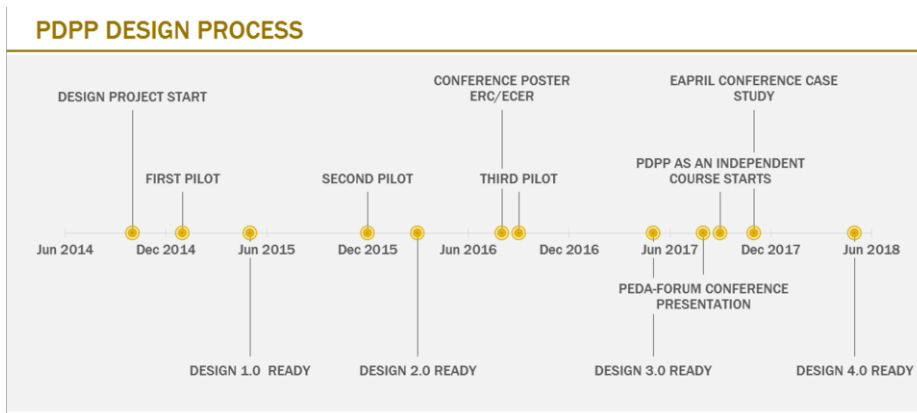 PDPP DESIGN PROCESS
CONFERENCE POSTER
ERC/ECER
EAPRIL CONFERENCE CASE
STUDY
DESIGN PROJECT START
PDPP AS AN INDEPENDENT
COURSE STARTS
FIRST PILOT
SECOND PILOT
THIRD PILOT
Jun 2014
Dec 2014
Jun 2015
Dec 2015
Jun 2016
Dec 2016
Jun 2017
Dec 2017
Jun 2018
PEDA-FORUM CONFERENCE
PRESENTATION
DESIGN 1.0 READY
DESIGN 2.0 READY
DESIGN 3.0 READY
DESIGN 4.0 READY